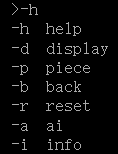 >-h
-h  help
-d  display
-p  piece
-b  back
-r  reset
-a  ai
-i  info